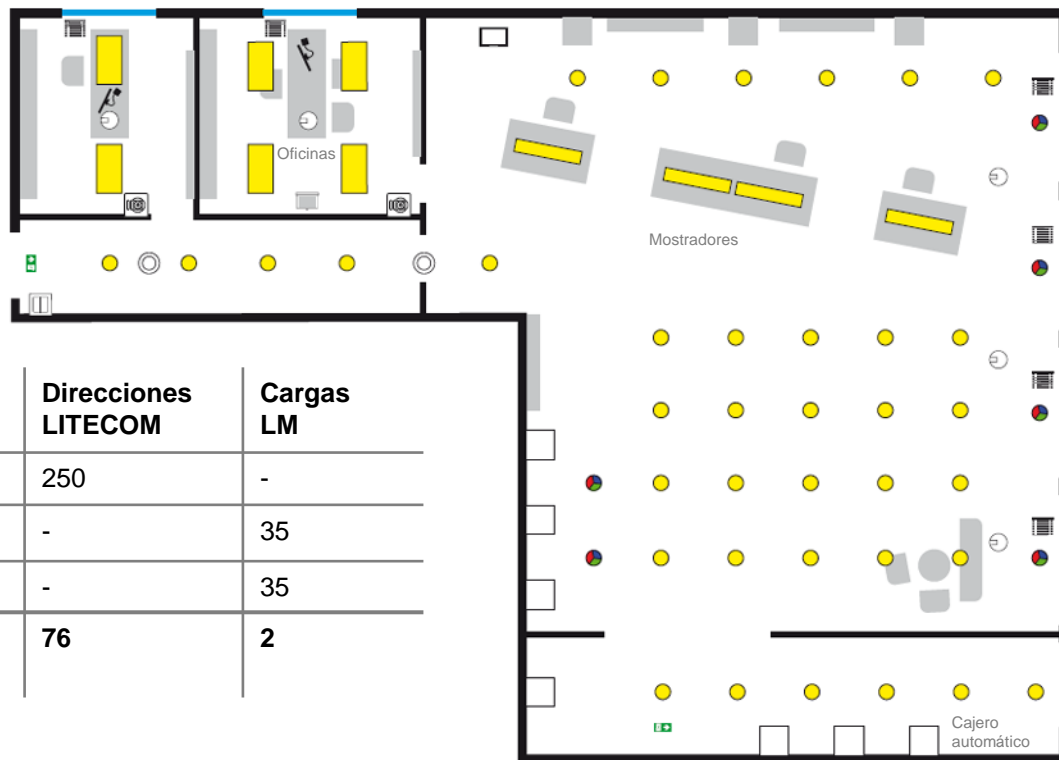 Oficinas
Mostradores
Direcciones
LITECOM
Cargas
LM
250
-
-
35
-
35
76
2
Cajero
automático